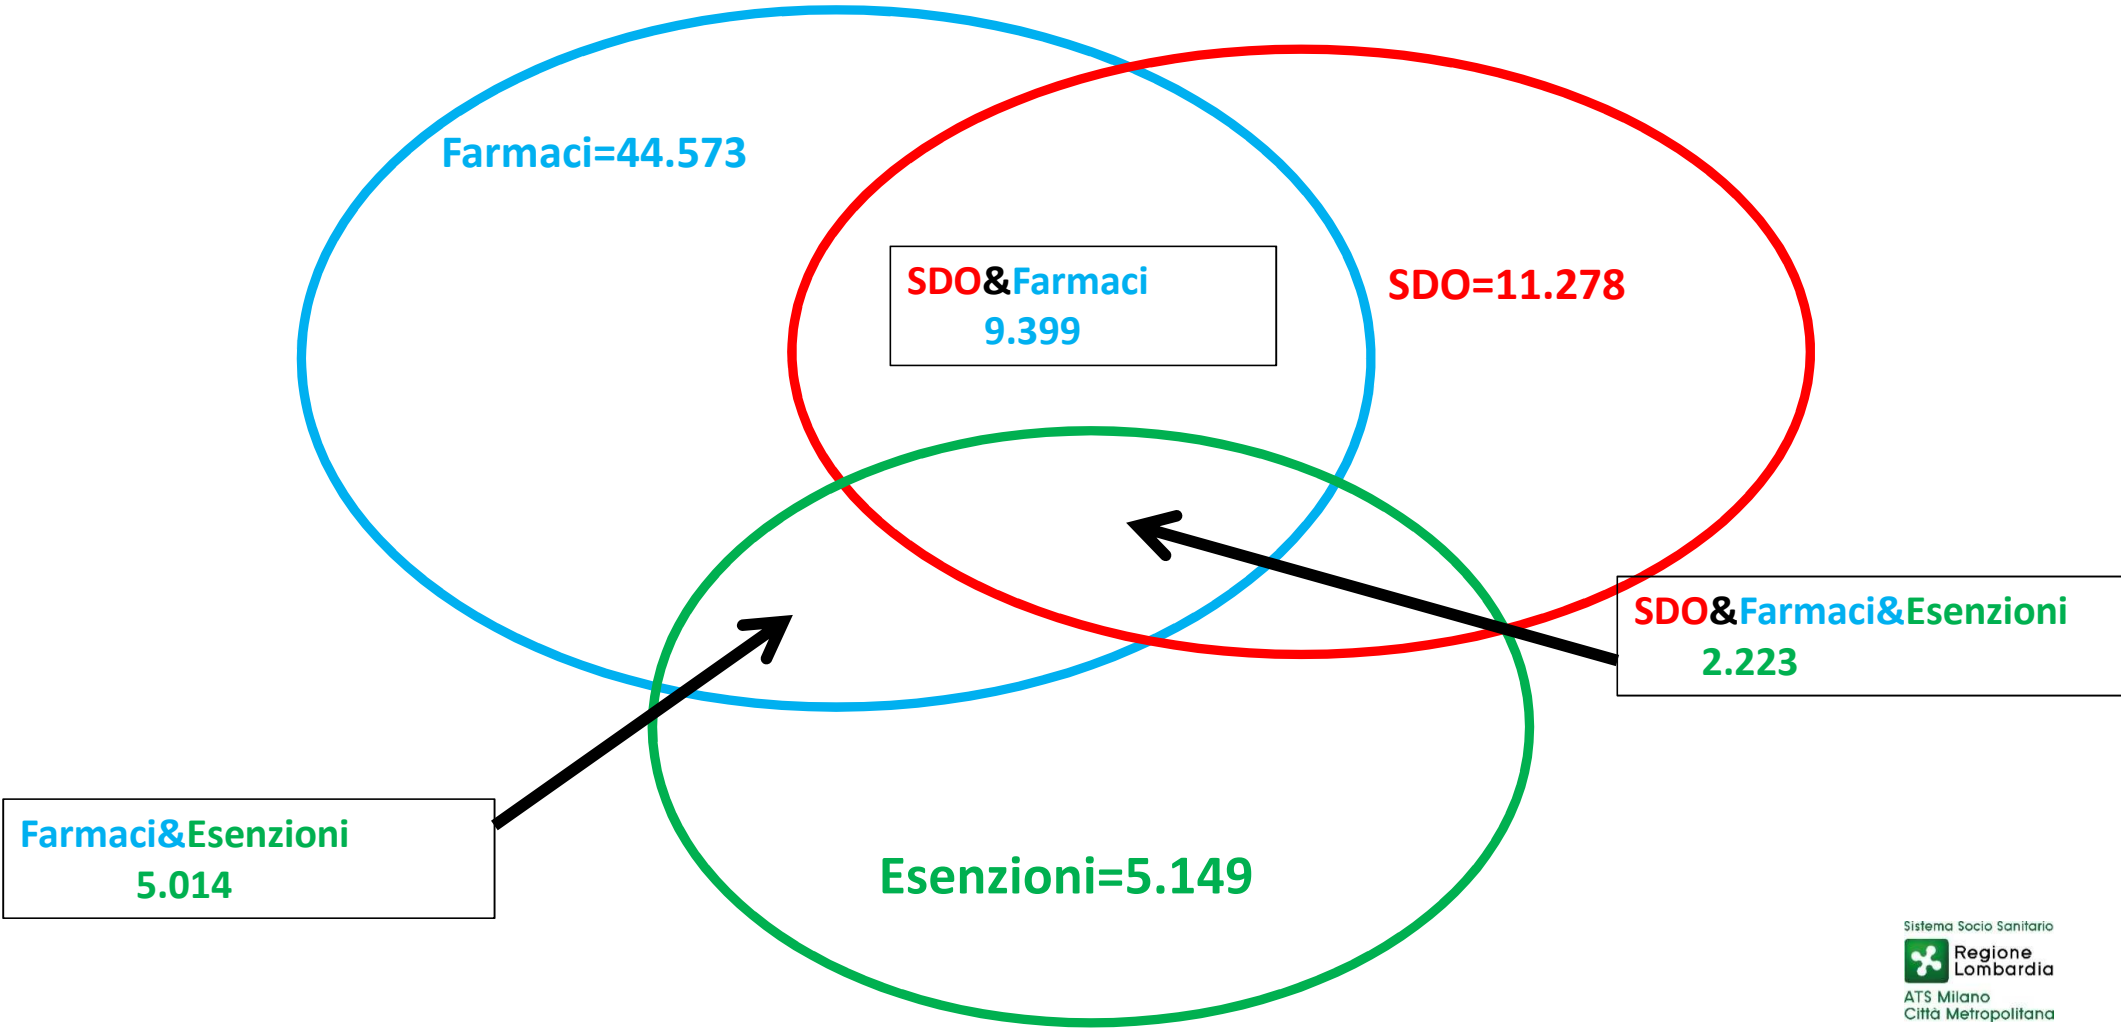 Farmaci=44.573
SDO&Farmaci
9.399
SDO=11.278
SDO&Farmaci&Esenzioni
2.223
Farmaci&Esenzioni
5.014
Esenzioni=5.149
Sistema Socio Sanitario
Regione
Lombardia
ATS Milano
Città Metropolitana